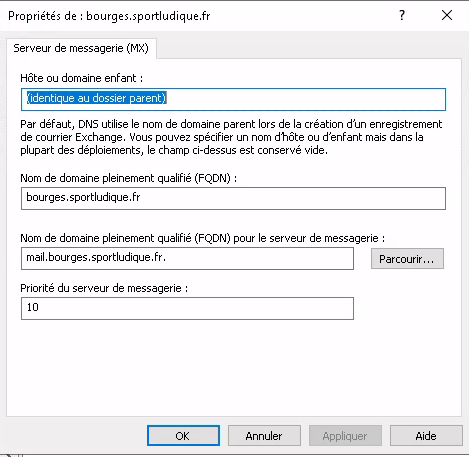 Propriétés de : bourges.sportludique.fr
?
Serveur de messagerie (MX)
Hôte ou domaine enfant :
(identique au dossier parent)
Par défaut, DNS utilise le nom de domaine parent lors de la création d'un enregistrement
de courrier Exchange. Vous pouvez spécifier un nom d'hôte ou d'enfant mais dans la
plupart des déploiements, le champ ci-dessus est conservé vide.
Nom de domaine pleinement qualifié (FQDN) :
bourges.sportludique.fr
Nom de domaine pleinement qualifié (FQDN) pour le serveur de messagerie :
mail.bourges.sportludique.fr.
Parcourir...
Priorité du serveur de messagerie :
10
OK
Annuler
Appliquer
Aide